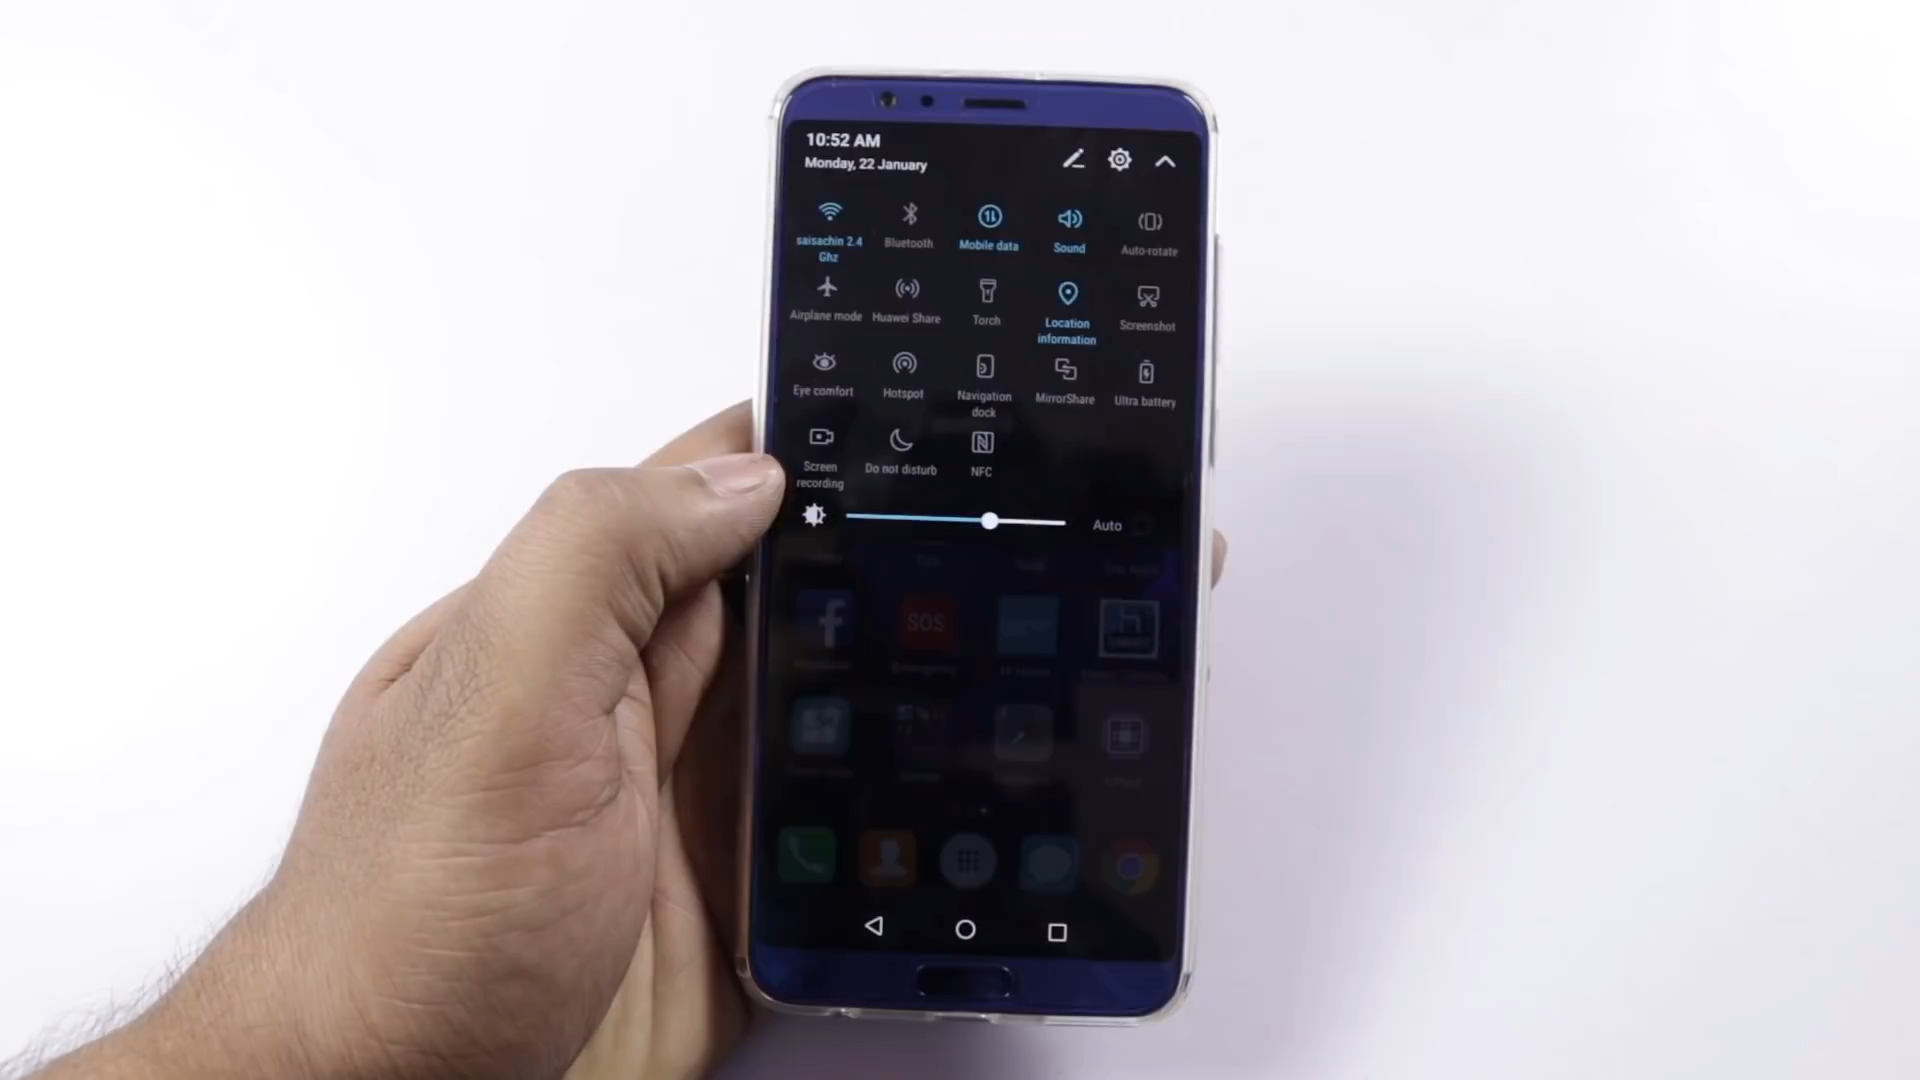 10:52 AM
Monday, 22 January
saisachin 2.4
Ghz
Bluetooth
Mobile data
Sound
Auto-rotate
Airplane mode
Huawei Share
Torch
Location
information
Screenshot
Eye comfort
Hotspot
Navigation
dock
MirrorShare
Ultra battery
Screen
recording
Do not disturb
NFC
Auto
SOS
Emergency